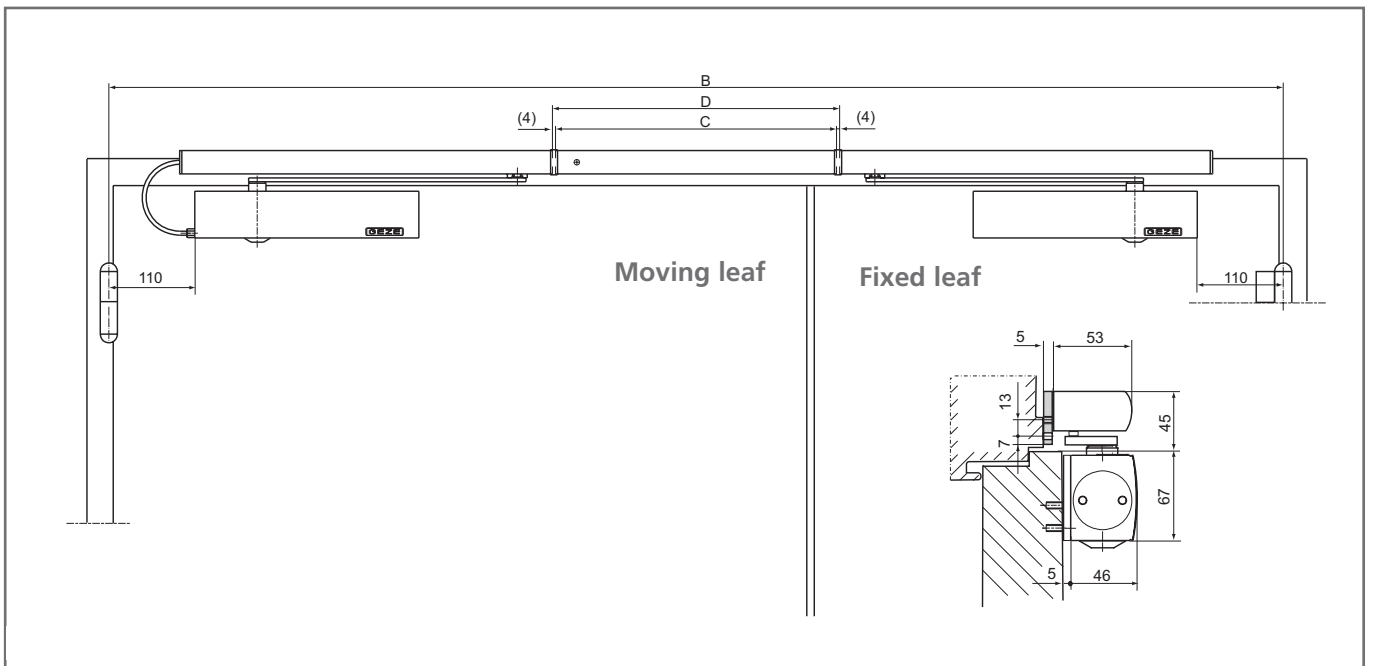 B
D
(4) C (4)
GEZE GEZE
Moving leaf Fixed leaf
110 110
5 53
13
45
7
67
5 46